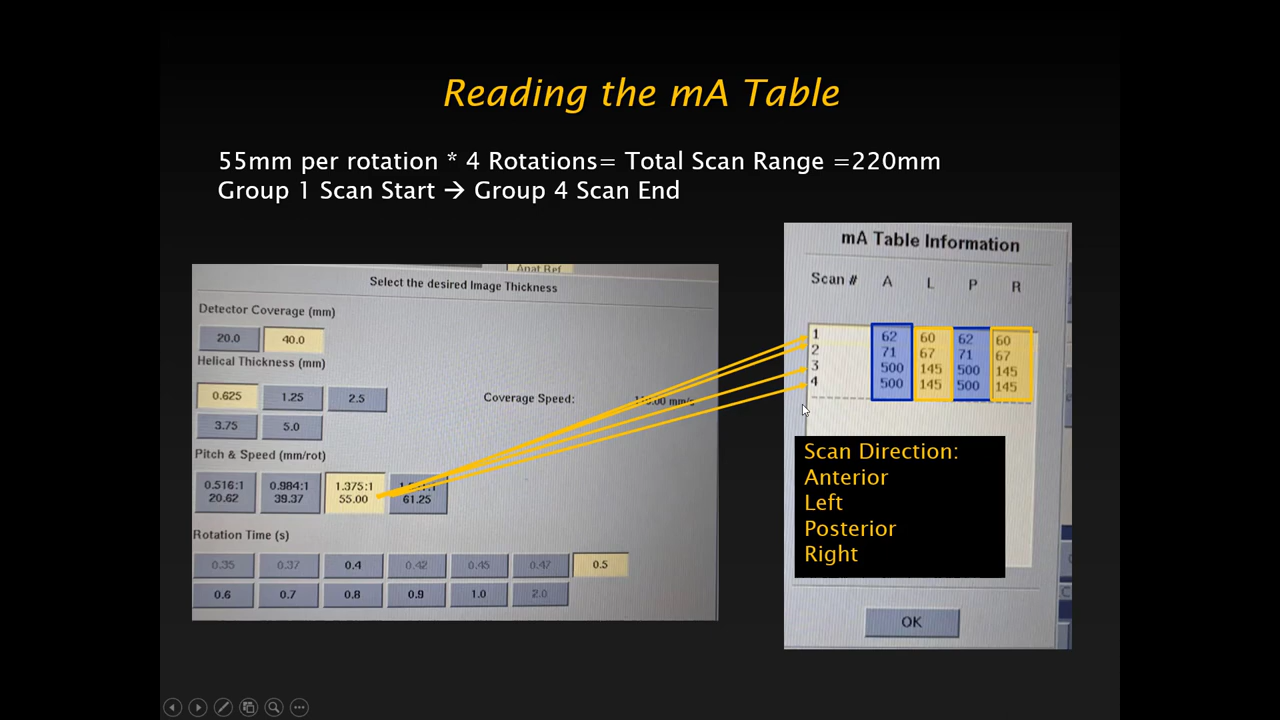 Reading the mA Table
55mm per rotation * 4 Rotations= Total Scan Range =220mm
Group 1 Scan Start → Group 4 Scan End
Anat Ref
Select the desired Image Thickness
Detector Coverage (mm)
20.0 40.0
Helical Thickness (mm)
0.625 1.25 2.5
3.75 5.0
Coverage Speed: mm/s
Pitch & Speed (mm/rot)
0.516:1 0.984:1 1.375:1
20.62 39.37 55.00 61.25
Rotation Time (s)
0.35 0.37 0.4 0.42 0.45 0.47 0.5
0.6 0.7 0.8 0.9 1.0 2.0
mA Table Information
Scan # A L P R
1 62 60 62 60
2 71 67 71 67
3 500 145 500 145
4 500 145 500 145
Scan Direction:
Anterior
Left
Posterior
Right
OK